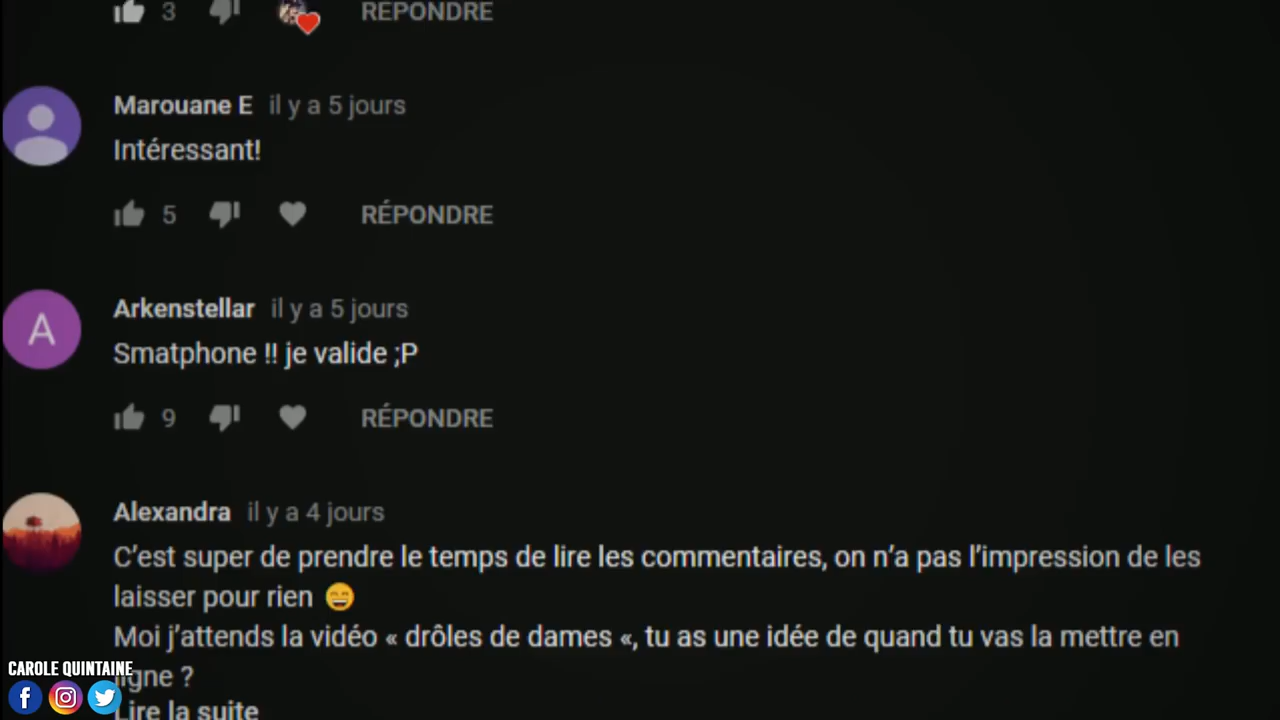 3 RÉPONDRE
Marouane E il y a 5 jours
Intéressant!
5 RÉPONDRE
A
Arkenstellar il y a 5 jours
Smatphone !! je valide ;P
9 RÉPONDRE
Alexandra il y a 4 jours
C'est super de prendre le temps de lire les commentaires, on n'a pas l'impression de les
laisser pour rien 😄
Moi j'attends la vidéo « drôles de dames «, tu as une idée de quand tu vas la mettre en
ligne ?
CAROLE QUINTAINE
Lire la suite